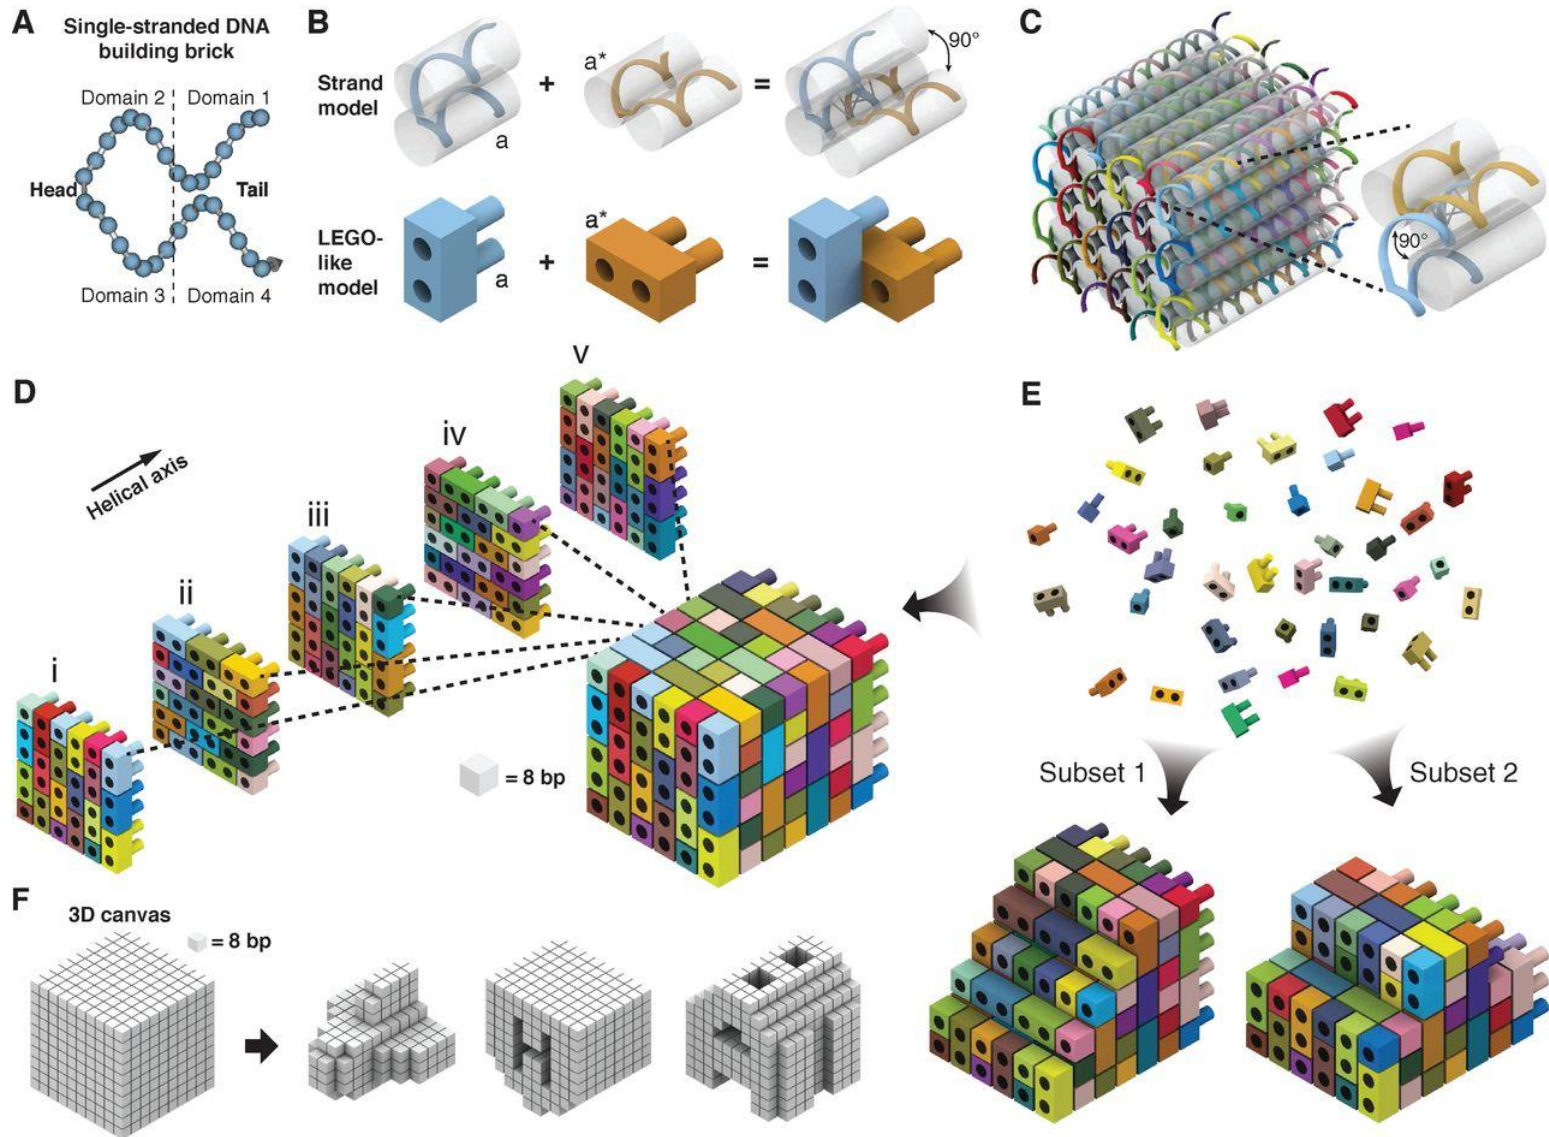 A
Single-stranded DNA
building brick
Domain 2
Domain 1
Head
Tail
Domain 3
Domain 4
B
Strand
model
a
+
a*
=
90°
LEGO-
like
model
a
+
a*
=
C
90°
D
Helical axis
i
ii
iii
iv
v
= 8 bp
E
Subset 1
Subset 2
F
3D canvas
= 8 bp